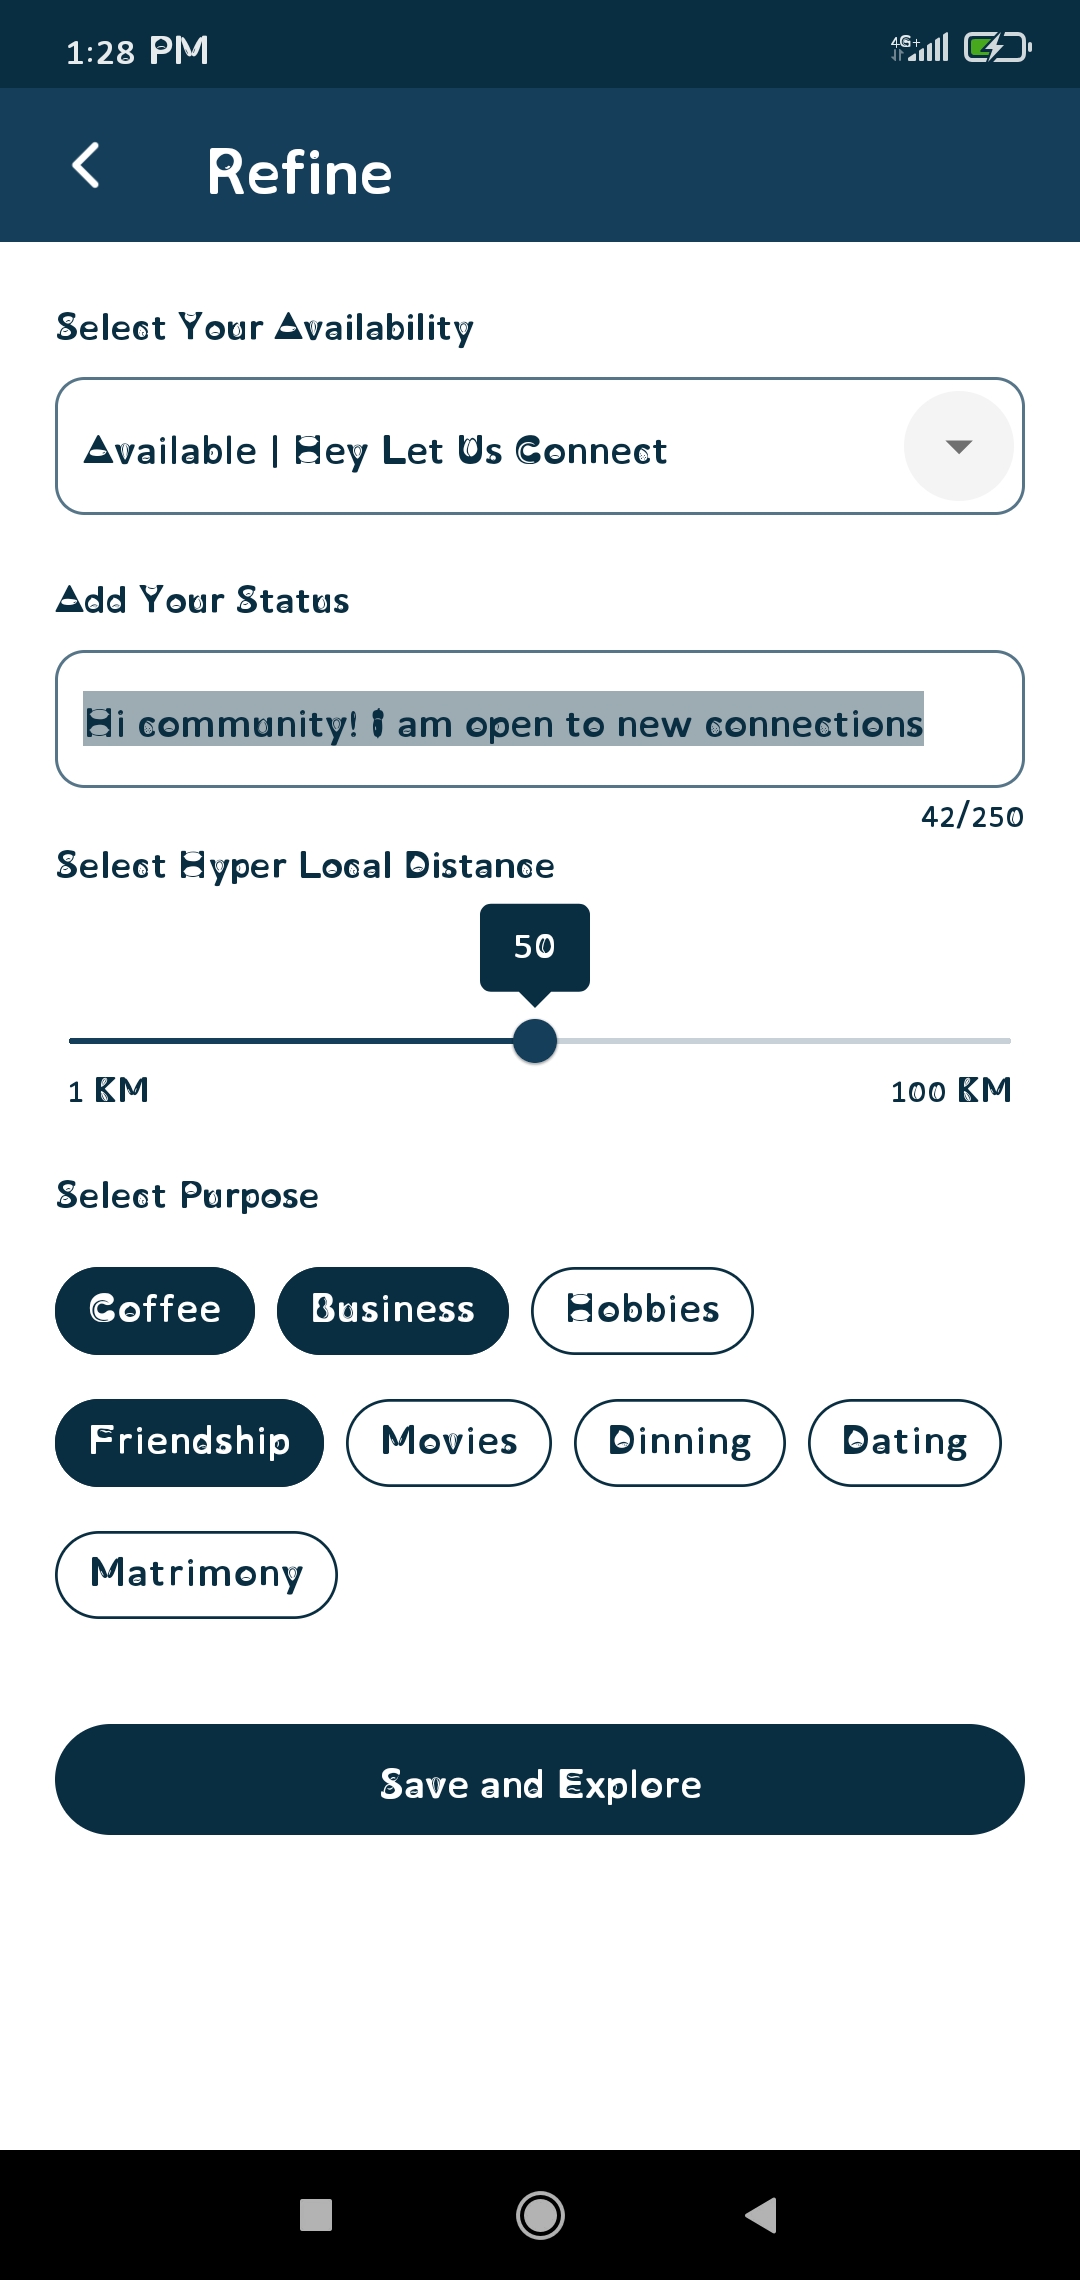 1:28 PM
4G+
Refine
Select Your Availability
Available | Hey Let Us Connect
Add Your Status
Hi community! I am open to new connections
42/250
Select Hyper Local Distance
50
1 KM
100 KM
Select Purpose
Coffee Business Hobbies
Friendship Movies Dinning Dating
Matrimony
Save and Explore